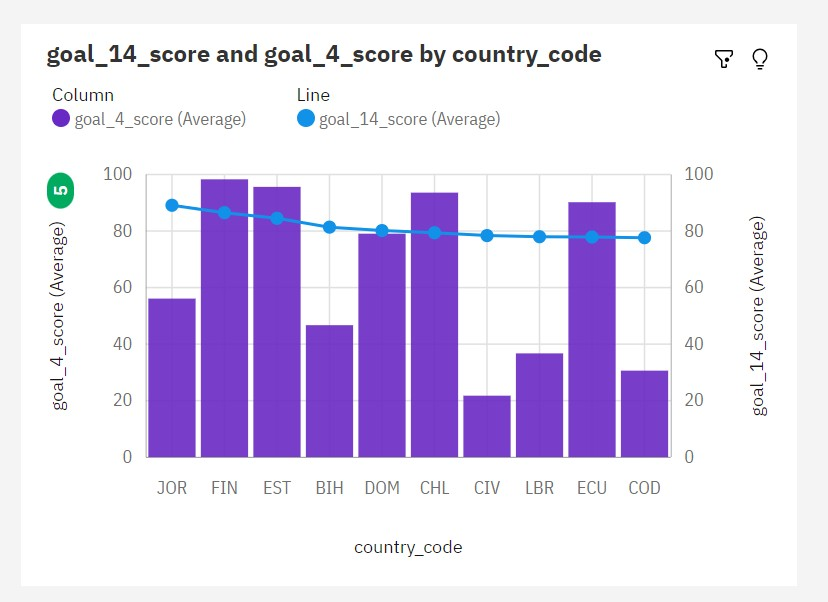 goal_14_score and goal_4_score by country_code
Column
Line
goal_4_score (Average)
goal_14_score (Average)
5
goal_4_score (Average)
100
80
60
40
20
0
100
80
60
40
20
0
goal_14_score (Average)
JOR FIN EST BIH DOM CHL CIV LBR ECU COD
country_code